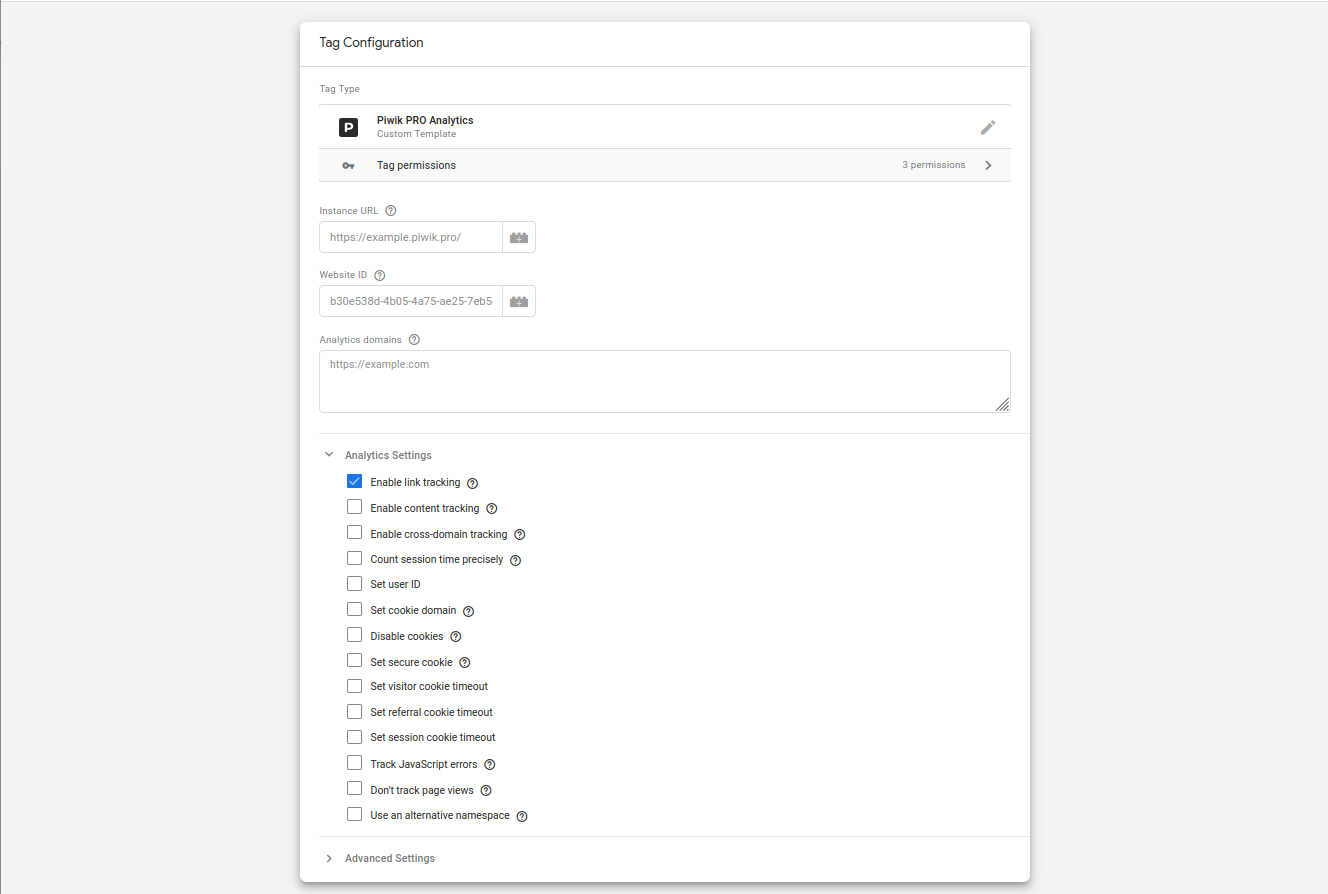 Tag Configuration
Tag Type
P
Piwik PRO Analytics
Custom Template
Tag permissions
3 permissions
Instance URL
https://example.piwik.pro/
Website ID
b30e538d-4b05-4a75-ae25-7eb5
Analytics domains
https://example.com
Analytics Settings
Enable link tracking
Enable content tracking
Enable cross-domain tracking
Count session time precisely
Set user ID
Set cookie domain
Disable cookies
Set secure cookie
Set visitor cookie timeout
Set referral cookie timeout
Set session cookie timeout
Track JavaScript errors
Don't track page views
Use an alternative namespace
Advanced Settings